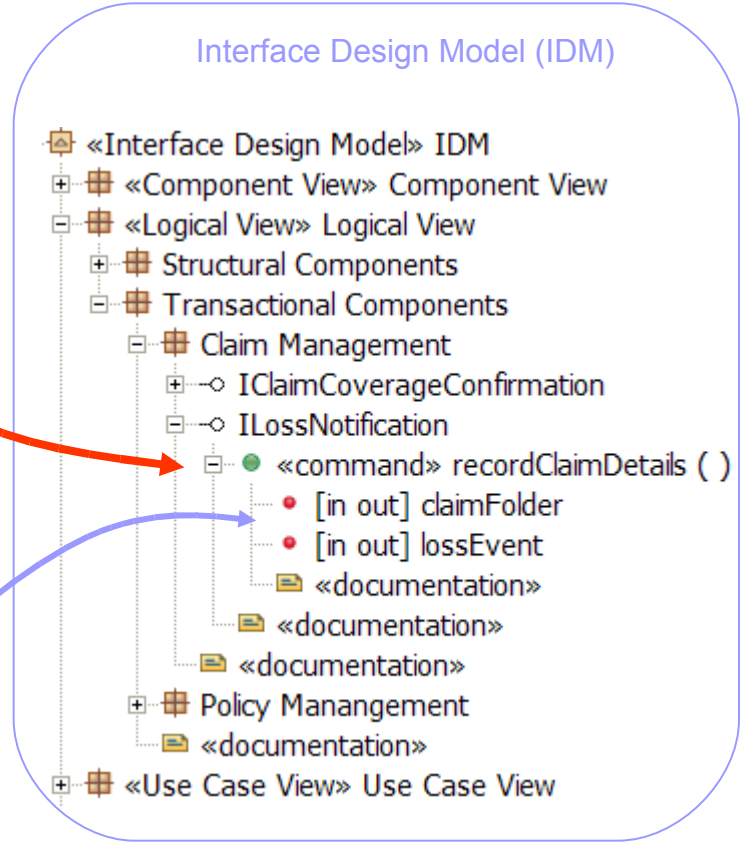 Interface Design Model (IDM)
«Interface Design Model» IDM
«Component View» Component View
«Logical View» Logical View
Structural Components
Transactional Components
Claim Management
IClaimCoverageConfirmation
ILossNotification
«command» recordClaimDetails ( )
[in out] claimFolder
[in out] lossEvent
«documentation»
«documentation»
«documentation»
Policy Manangement
«documentation»
«Use Case View» Use Case View